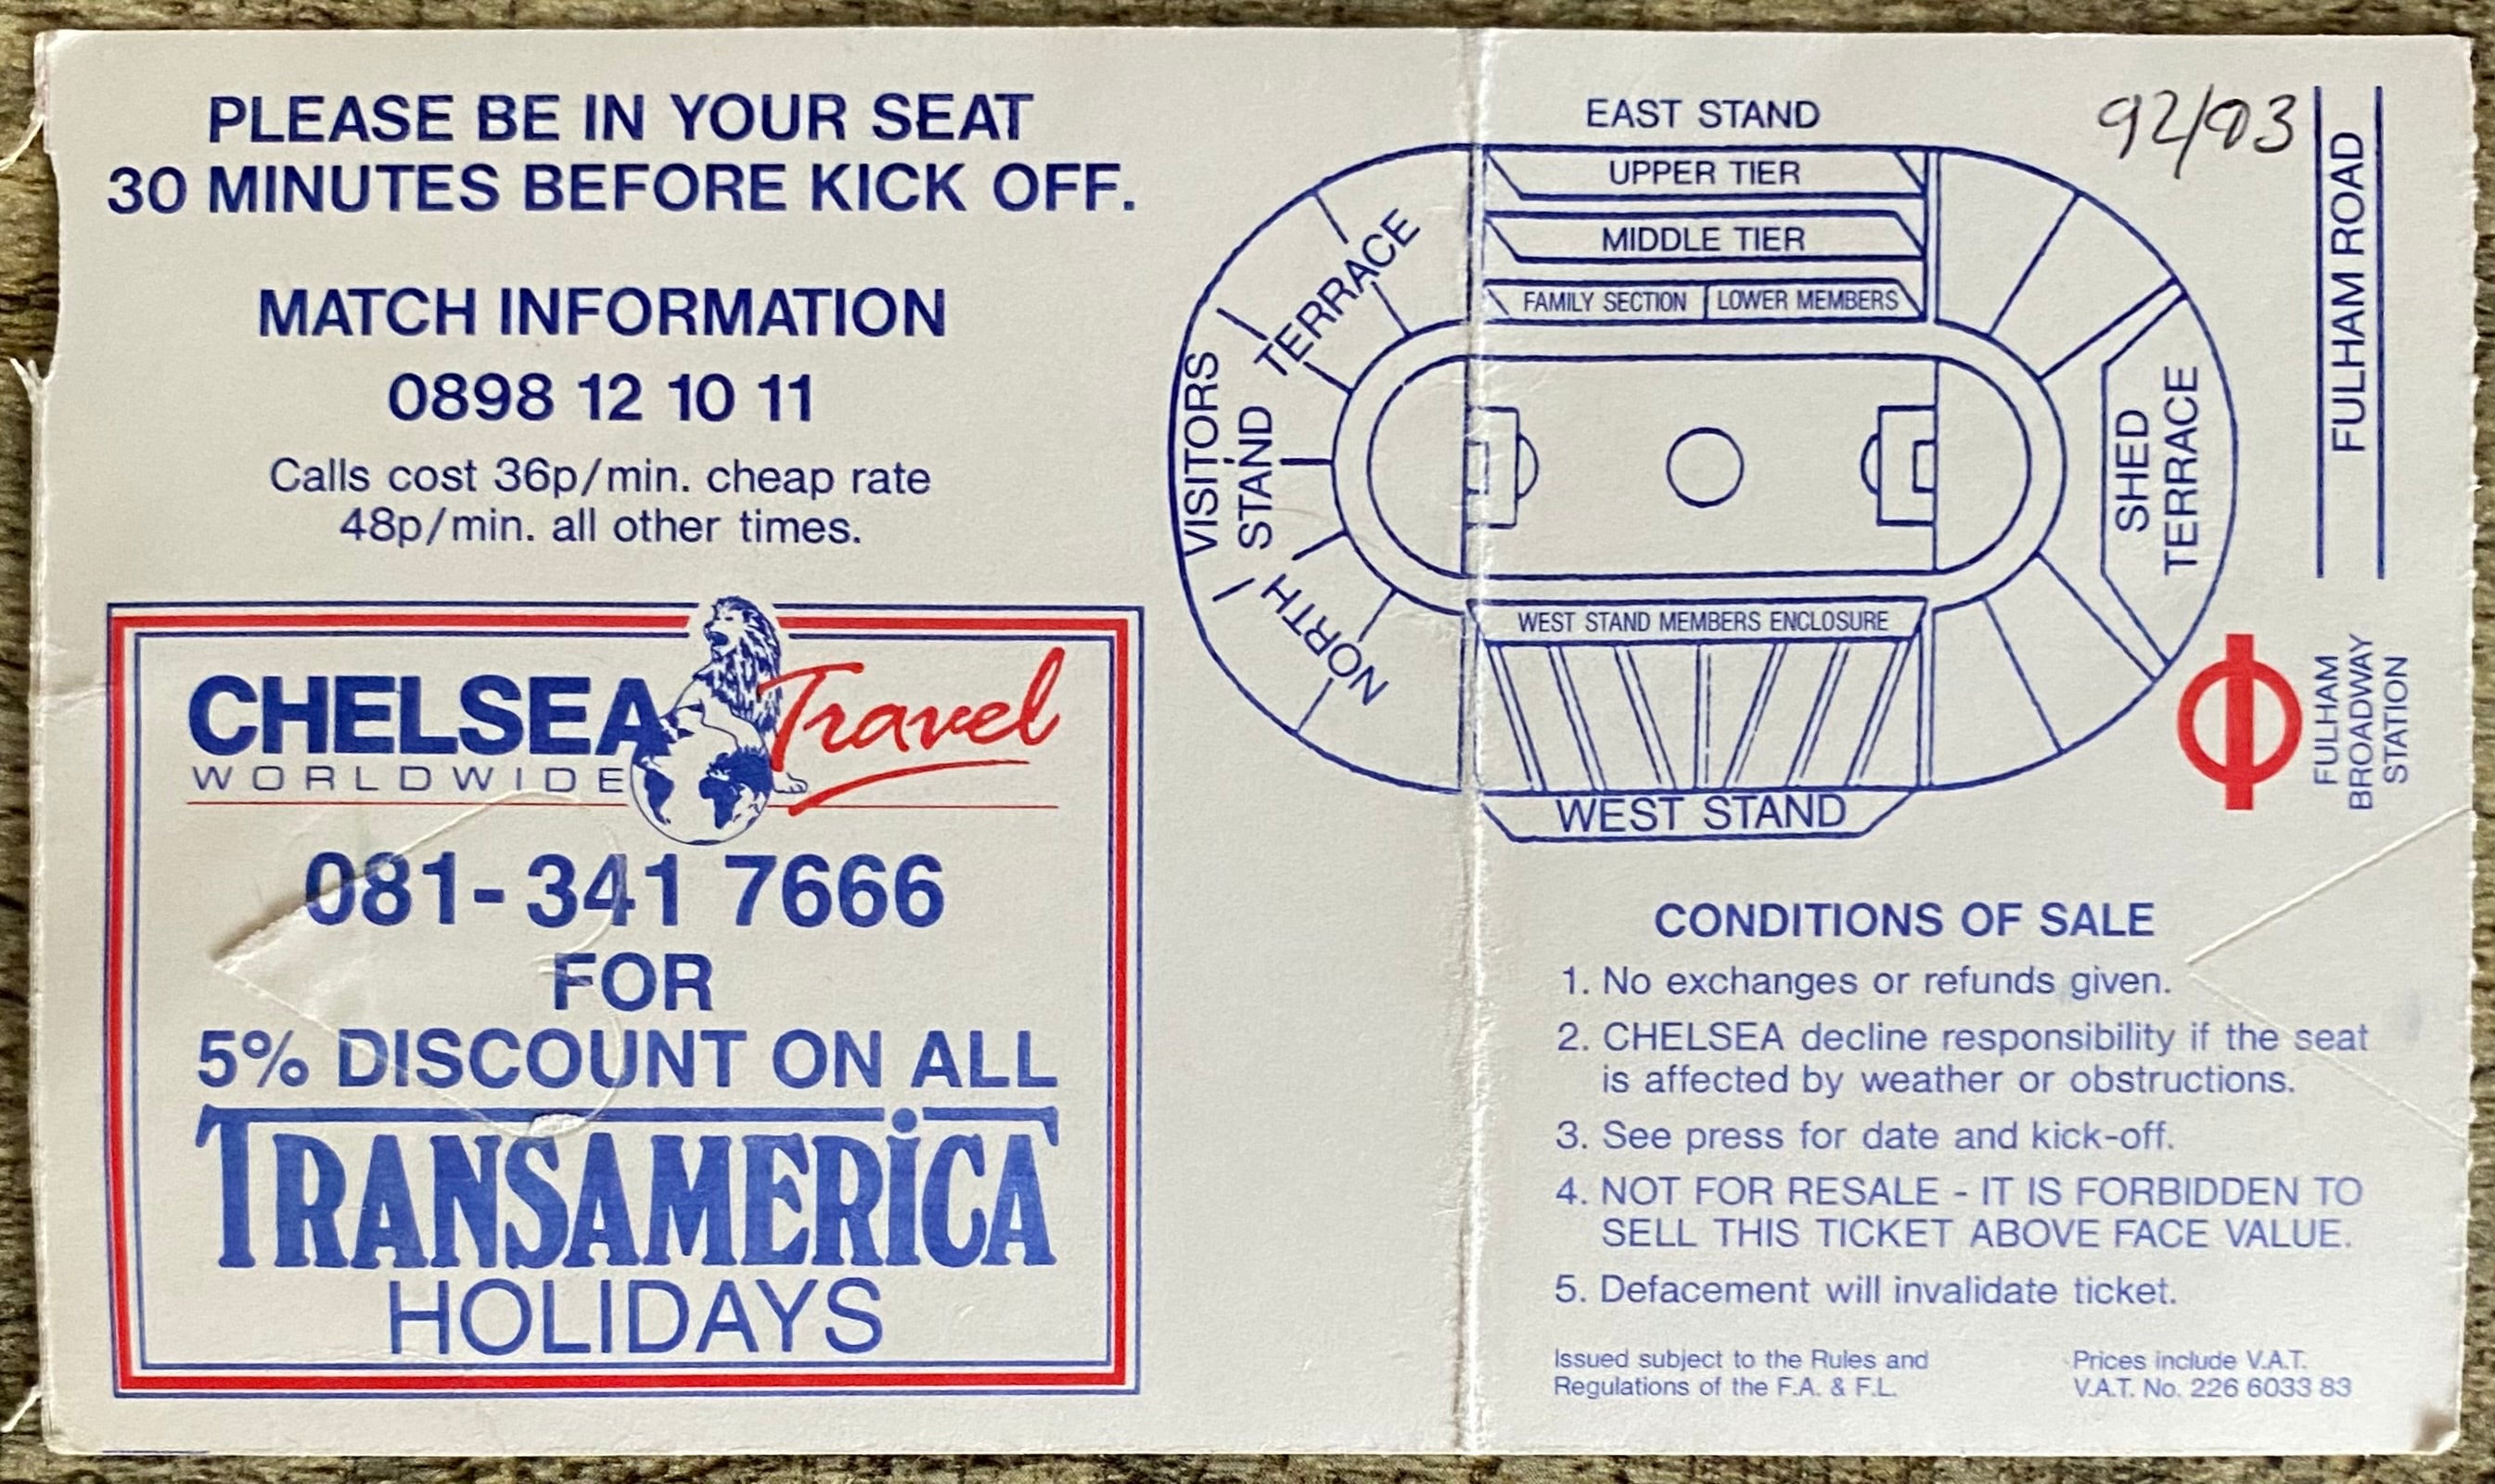 PLEASE BE IN YOUR SEAT
30 MINUTES BEFORE KICK OFF.
MATCH INFORMATION
0898 12 10 11
Calls cost 36p/min. cheap rate
48p/min. all other times.
CHELSEA Travel
WORLDWIDE
081-341 7666
FOR
5% DISCOUNT ON ALL
TRANSAMERICA
HOLIDAYS
92/93
EAST STAND
UPPER TIER
MIDDLE TIER
FAMILY SECTION
LOWER MEMBERS
VISITORS
NORTH STAND TERRACE
SHED
TERRACE
WEST STAND MEMBERS ENCLOSURE
WEST STAND
FULHAM ROAD
FULHAM
BROADWAY
STATION
CONDITIONS OF SALE
1. No exchanges or refunds given.
2. CHELSEA decline responsibility if the seat
is affected by weather or obstructions.
3. See press for date and kick-off.
4. NOT FOR RESALE - IT IS FORBIDDEN TO
SELL THIS TICKET ABOVE FACE VALUE.
5. Defacement will invalidate ticket.
Issued subject to the Rules and
Regulations of the F.A. & F.L.
Prices include V.A.T.
V.A.T. No. 226 6033 83